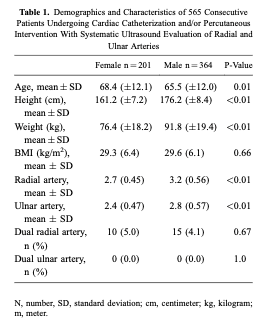 Table 1. Demographics and Characteristics of 565 Consecutive
Patients Undergoing Cardiac Catheterization and/or Percutaneous
Intervention With Systematic Ultrasound Evaluation of Radial and
Ulnar Arteries
Female n = 201 Male n = 364 P-Value
Age, mean ± SD 68.4 (±12.1) 65.5 (±12.0) 0.01
Height (cm), 161.2 (±7.2) 176.2 (±8.4) <0.01
mean ± SD
Weight (kg), 76.4 (±18.2) 91.8 (±19.4) <0.01
mean ± SD
BMI (kg/m²), 29.3 (6.4) 29.6 (6.1) 0.66
mean ± SD
Radial artery, 2.7 (0.45) 3.2 (0.56) <0.01
mean ± SD
Ulnar artery, 2.4 (0.47) 2.8 (0.57) <0.01
mean ± SD
Dual radial artery, 10 (5.0) 15 (4.1) 0.67
n (%)
Dual ulnar artery, 0 (0.0) 0 (0.0) 1.0
n (%)
N, number, SD, standard deviation; cm, centimeter; kg, kilogram;
m, meter.